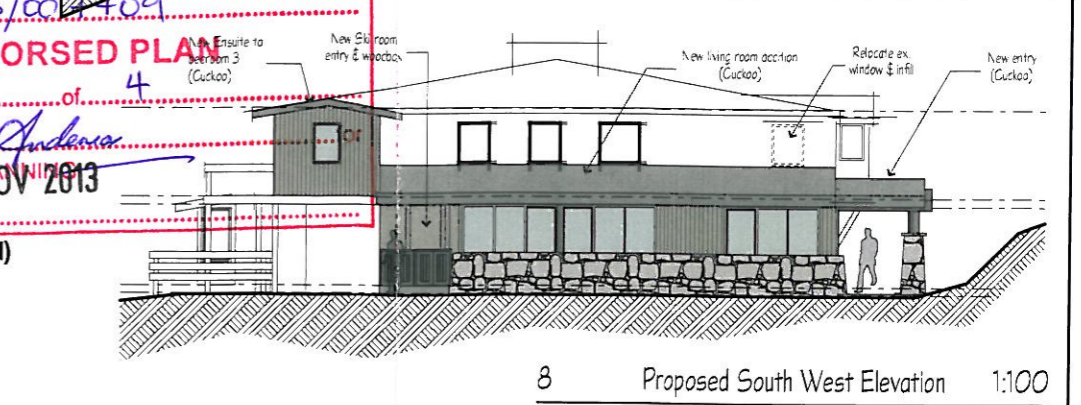 ORSED PLAN
of 4
NOV 2013
New Ensuite to
bedroom 3
(Cuckoo)
New Ski room
entry & woodbox
New living room addition
(Cuckoo)
Relocate ex.
window & infill
New entry
(Cuckoo)
8 Proposed South West Elevation 1:100